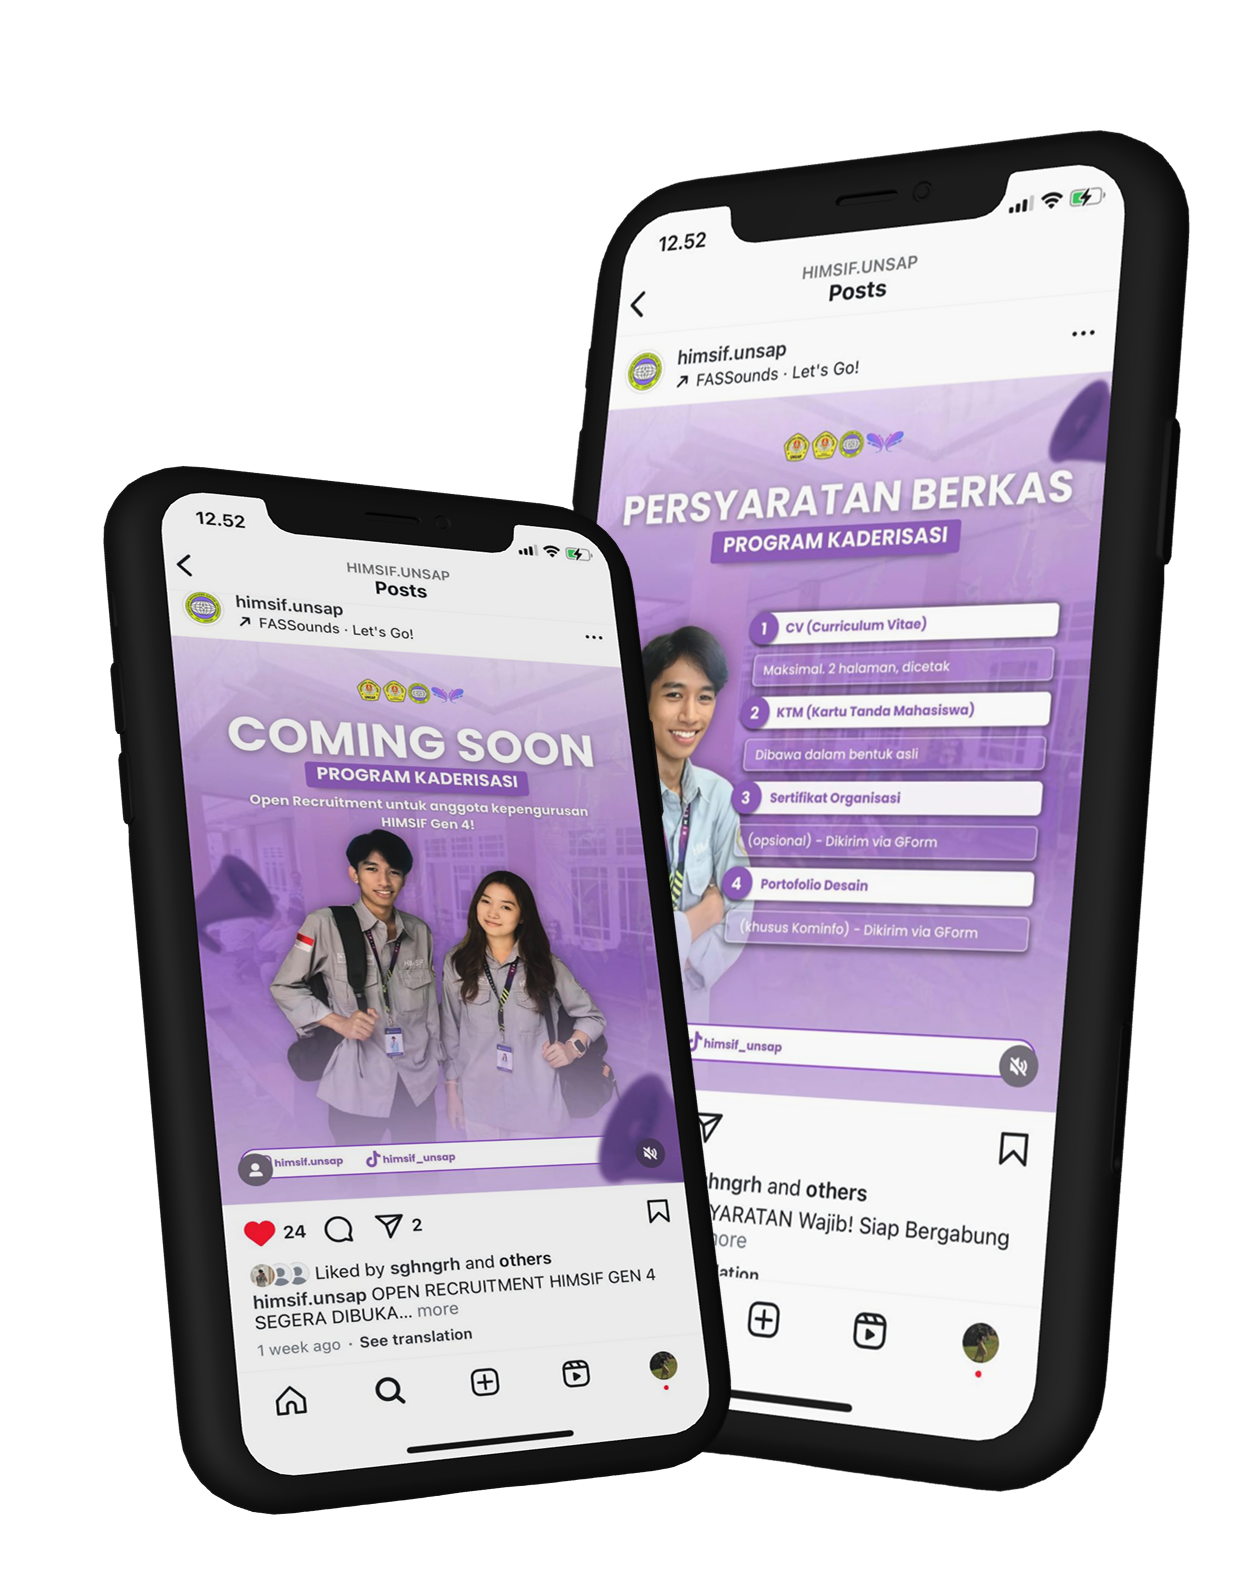 12.52
HIMSIF.UNSAP
Posts
himsif.unsap
FASSounds · Let's Go!
COMING SOON
PROGRAM KADERISASI
Open Recruitment untuk anggota kepengurusan
HIMSIF Gen 4!
himsif.unsap
himsif_unsap
24
2
Liked by sghngrh and others
himsif.unsap OPEN RECRUITMENT HIMSIF GEN 4
SEGERA DIBUKA... more
1 week ago · See translation
12.52
HIMSIF.UNSAP
Posts
himsif.unsap
FASSounds · Let's Go!
PERSYARATAN BERKAS
PROGRAM KADERISASI
1 CV (Curriculum Vitae)
Maksimal. 2 halaman, dicetak
2 KTM (Kartu Tanda Mahasiswa)
Dibawa dalam bentuk asli
3 Sertifikat Organisasi
(opsional) - Dikirim via GForm
4 Portofolio Desain
(khusus Kominfo) - Dikirim via GForm
himsif_unsap
hngrh and others
YARATAN Wajib! Siap Bergabung
ore
lation